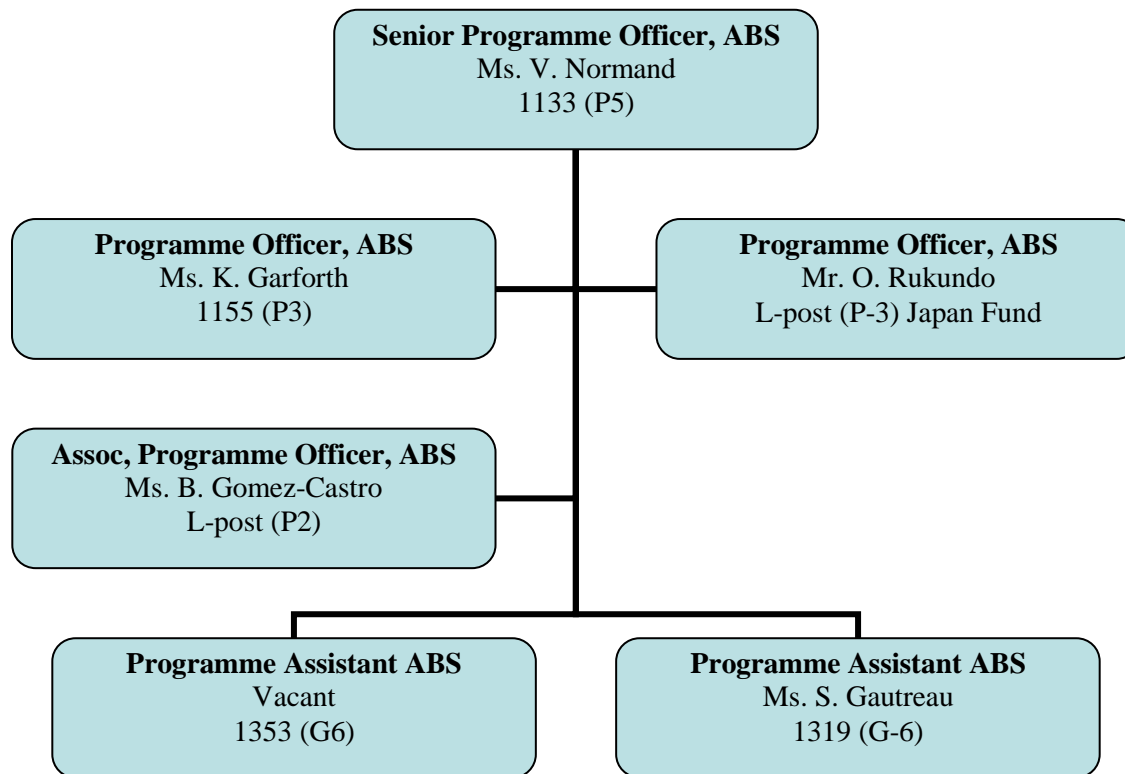 Senior Programme Officer, ABS
Ms. V. Normand
1133 (P5)
Programme Officer, ABS
Ms. K. Garforth
1155 (P3)
Programme Officer, ABS
Mr. O. Rukundo
L-post (P-3) Japan Fund
Assoc, Programme Officer, ABS
Ms. B. Gomez-Castro
L-post (P2)
Programme Assistant ABS
Vacant
1353 (G6)
Programme Assistant ABS
Ms. S. Gautreau
1319 (G-6)